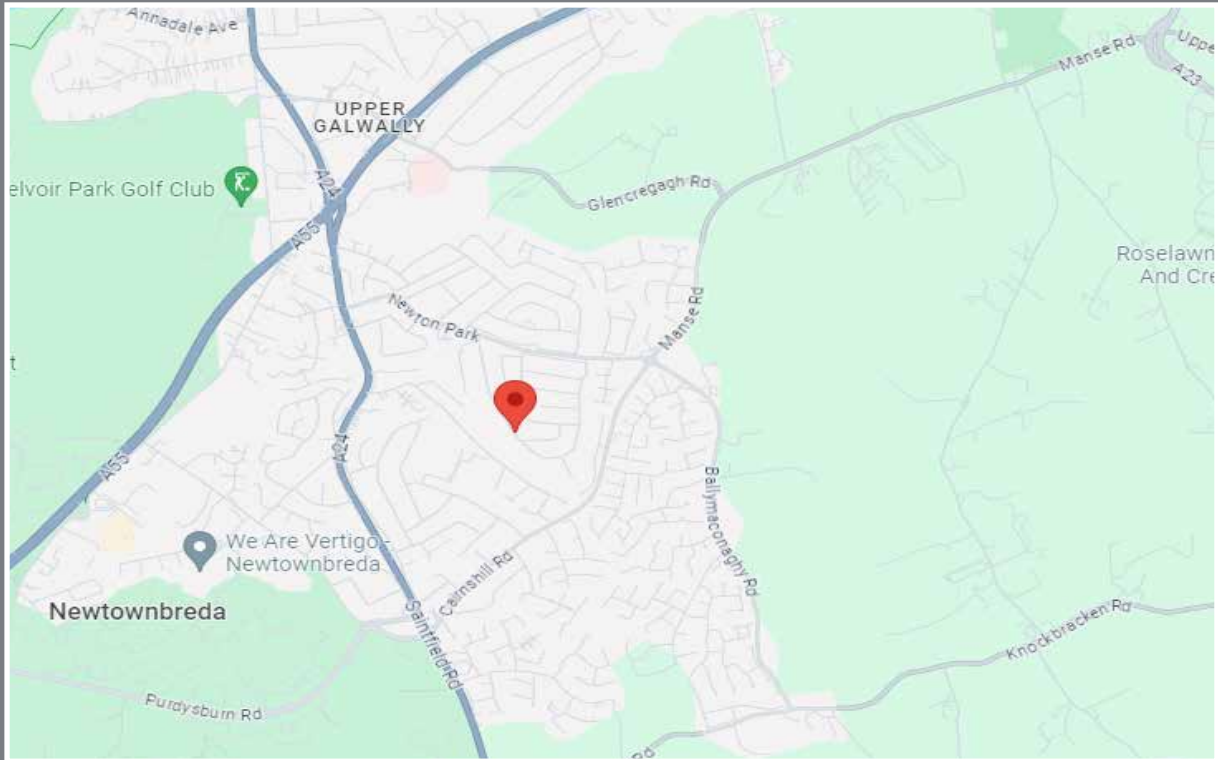 Annadale Ave
Manse Rd
Uppe
A23
UPPER
GALWALLY
A24
elvoir Park Golf Club
Glencregagh Rd
A55
Roselawn
And Cre
Newton Park
Manse Rd
t
A24
A55
Ballymaconaghy Rd
We Are Vertigo -
Newtownbreda
Cairnshill Rd
Newtownbreda
Saintfield Rd
Knockbracken Rd
Purdysburn Rd
Rd